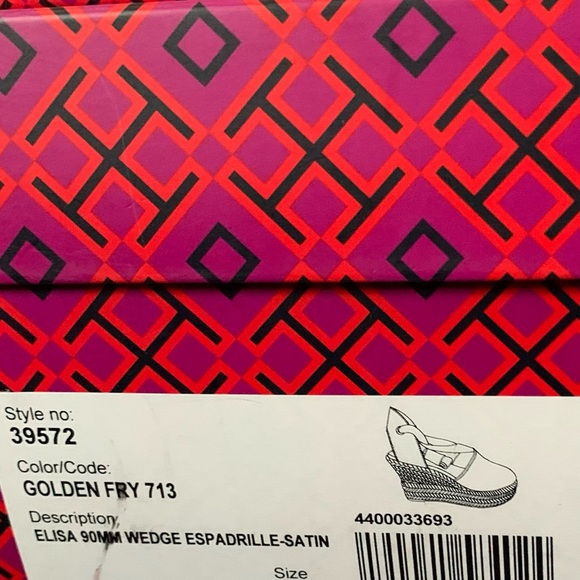 Style no:
39572
Color/Code:
GOLDEN FRY 713
Description
ELISA 90MM WEDGE ESPADRILLE-SATIN
4400033693
Size